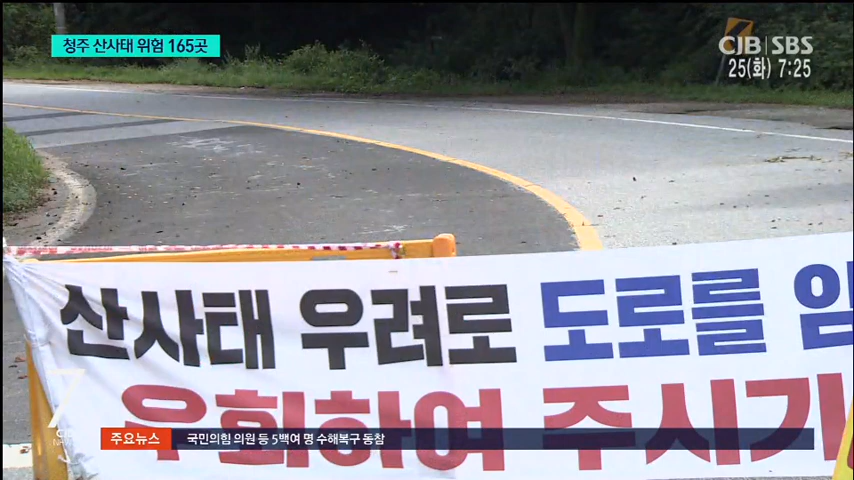 청주 산사태 위험 165곳
CJB SBS
25(화) 7:25
산사태 우려로 도로를
우회하여 주시기
7
주요뉴스 국민의힘 의원 등 5백여 명 수해복구 동참